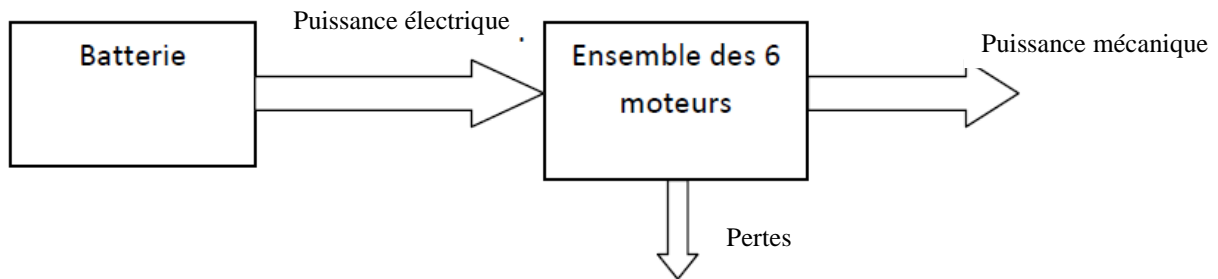 Puissance électrique
Batterie
Ensemble des 6
moteurs
Puissance mécanique
Pertes